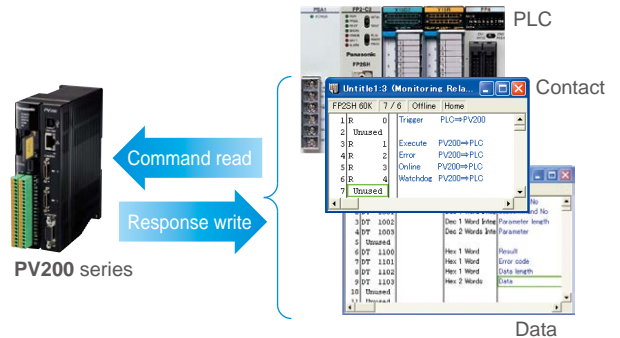 PLC
FP2-C2
Panasonic
FP2SH
Untitle1:3 (Monitoring Rela...
FP2SH 60K 7 / 6 Offline Home
1 R 0 Trigger PLC⇒PV200
2 Unused
3 R 1 Execute PV200⇒PLC
4 R 2 Error PV200⇒PLC
5 R 3 Online PV200⇒PLC
6 R 4 Watchdog PV200⇒PLC
7 Unused
Contact
Command read
Response write
PV200 series
3 DT 1002 Dec 1 Word Integ Parameter length
4 DT 1003 Dec 2 Words Inte Parameter
5 Unused
6 DT 1100 Hex 1 Word Result
7 DT 1101 Hex 1 Word Error code
8 DT 1102 Hex 1 Word Data length
9 DT 1103 Hex 2 Words Data
10 Unused
Data